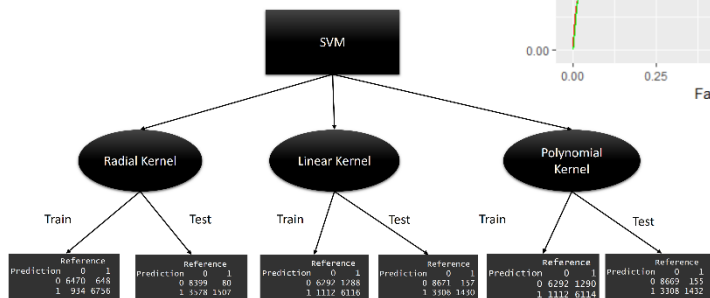 SVM
0.00
0.00 0.25
Fa
Radial Kernel
Linear Kernel
Polynomial
Kernel
Train
Test
Train
Test
Train
Test
Reference
Prediction 0 1
0 6470 648
1 934 6756
Reference
Prediction 0 1
0 8399 80
1 3578 1507
Reference
Prediction 0 1
0 6292 1288
1 1112 6116
Reference
Prediction 0 1
0 8671 157
1 3306 1430
Reference
Prediction 0 1
0 6292 1290
1 1112 6114
Reference
Prediction 0 1
0 8669 155
1 3308 1432